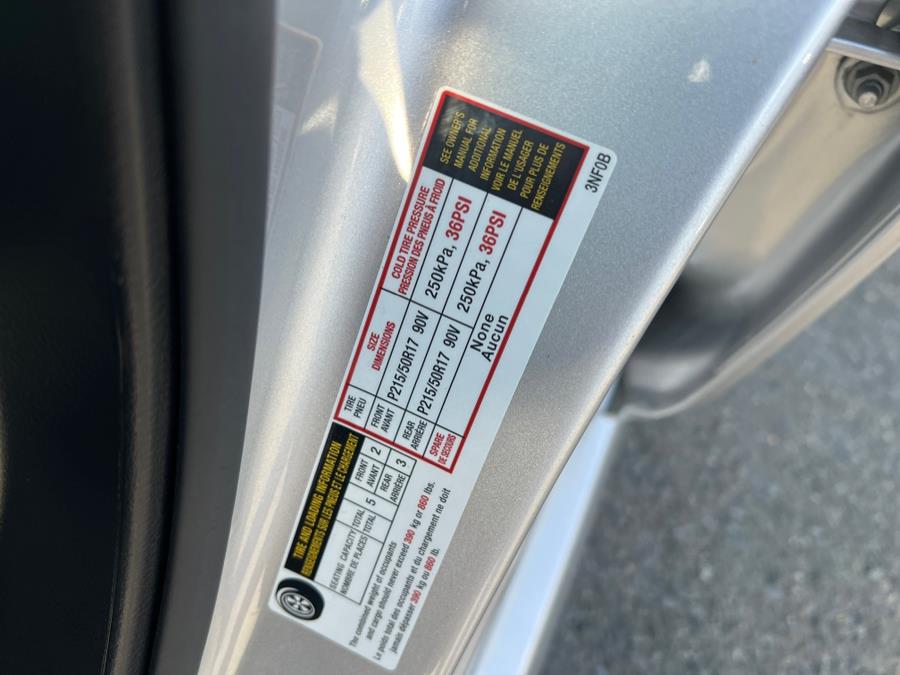 TIRE AND LOADING INFORMATION
RENSEIGNEMENTS SUR LES PNEUS ET LE CHARGEMENT
SEATING CAPACITY
NOMBRE DE PLACES
TOTAL
TOTAL
5
FRONT
AVANT
2
REAR
ARRIÈRE
3
The combined weight of occupants
and cargo should never exceed 390 kg or 860 lbs.
Le poids total des occupants et du chargement ne doit
jamais dépasser 390 kg ou 860 lb.
TIRE
PNEU
SIZE
DIMENSIONS
COLD TIRE PRESSURE
PRESSION DES PNEUS À FROID
FRONT
AVANT
P215/50R17 90V
250kPa, 36PSI
REAR
ARRIÈRE
P215/50R17 90V
250kPa, 36PSI
SPARE
DE SECOURS
None
Aucun
SEE OWNER'S
MANUAL FOR
ADDITIONAL
INFORMATION
VOIR LE MANUEL
DE L'USAGER
POUR PLUS DE
RENSEIGNEMENTS
3NF0B